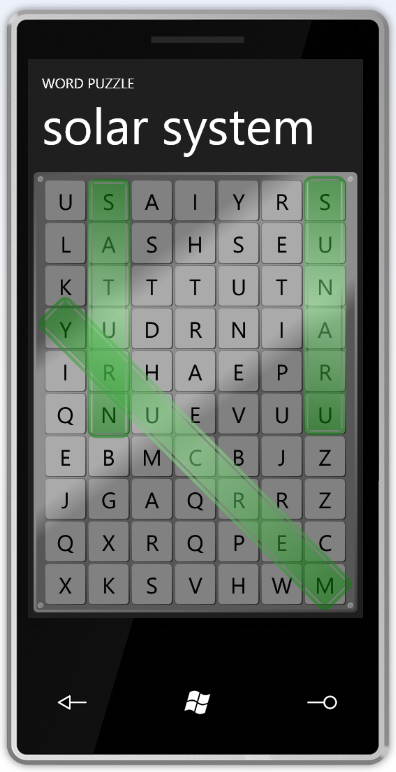 WORD PUZZLE
solar system
U S A I Y R S
L A S H S E U
K T T T U T N
Y U D R N I A
I R H A E P R
Q N U E V U U
E B M C B J Z
J G A Q R R Z
Q X R Q P E C
X K S V H W M